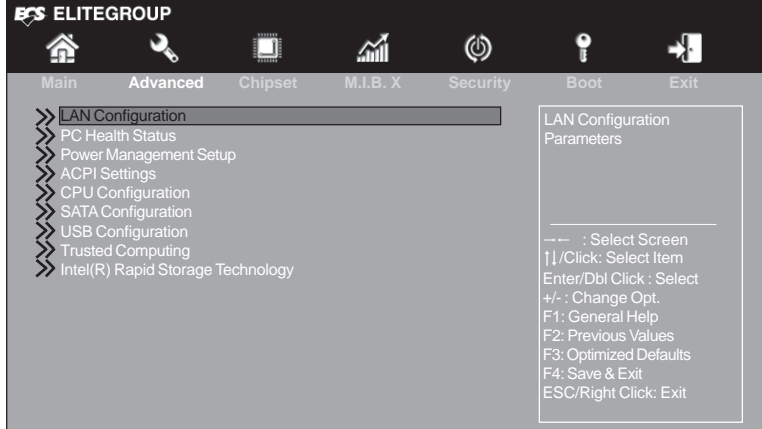 ECS ELITEGROUP
Main Advanced Chipset M.I.B. X Security Boot Exit
LAN Configuration
PC Health Status
Power Management Setup
ACPI Settings
CPU Configuration
SATA Configuration
USB Configuration
Trusted Computing
Intel(R) Rapid Storage Technology
LAN Configuration
Parameters
→← : Select Screen
↑↓/Click: Select Item
Enter/Dbl Click : Select
+/- : Change Opt.
F1: General Help
F2: Previous Values
F3: Optimized Defaults
F4: Save & Exit
ESC/Right Click: Exit